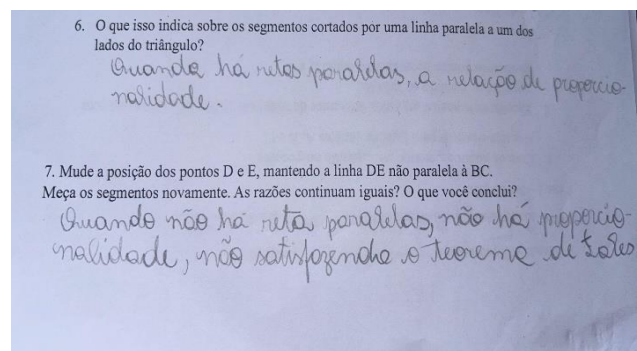 6. O que isso indica sobre os segmentos cortados por uma linha paralela a um dos
lados do triângulo?
Quando há retas paralelas, a relação de proporcio-
nalidade.
7. Mude a posição dos pontos D e E, mantendo a linha DE não paralela à BC.
Meça os segmentos novamente. As razões continuam iguais? O que você conclui?
Quando não há reta paralelas, não há proporcio-
nalidade, não satisfazendo o teorema de tales